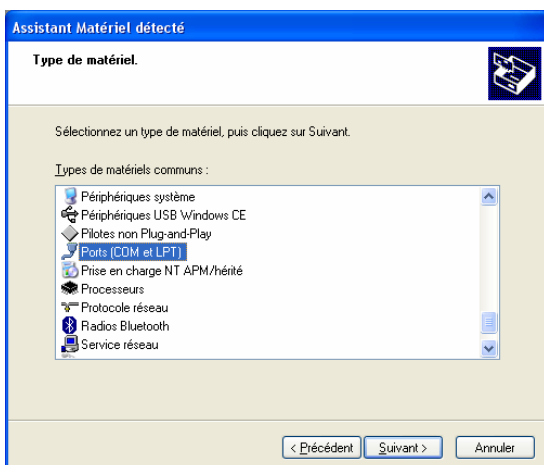 Assistant Matériel détecté
Type de matériel.
Sélectionnez un type de matériel, puis cliquez sur Suivant.
Types de matériels communs :
Périphériques système
Périphériques USB Windows CE
Pilotes non Plug-and-Play
Ports (COM et LPT)
Prise en charge NT APM/hérité
Processeurs
Protocole réseau
Radios Bluetooth
Service réseau
< Précédent Suivant > Annuler